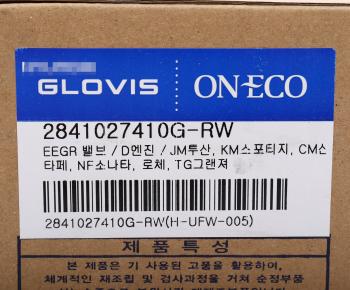 GLOVIS ON-ECO
2841027410G-RW
EEGR 밸브 / D엔진 / JM투산, KM스포티지, CM산
타페, NF소나타, 로체, TG그랜져
2841027410G-RW(H-UFW-005)
제품특성
본 제품은 기 사용된 고품을 활용하여,
체계적인 재조립 및 검사과정을 거쳐 순정부품